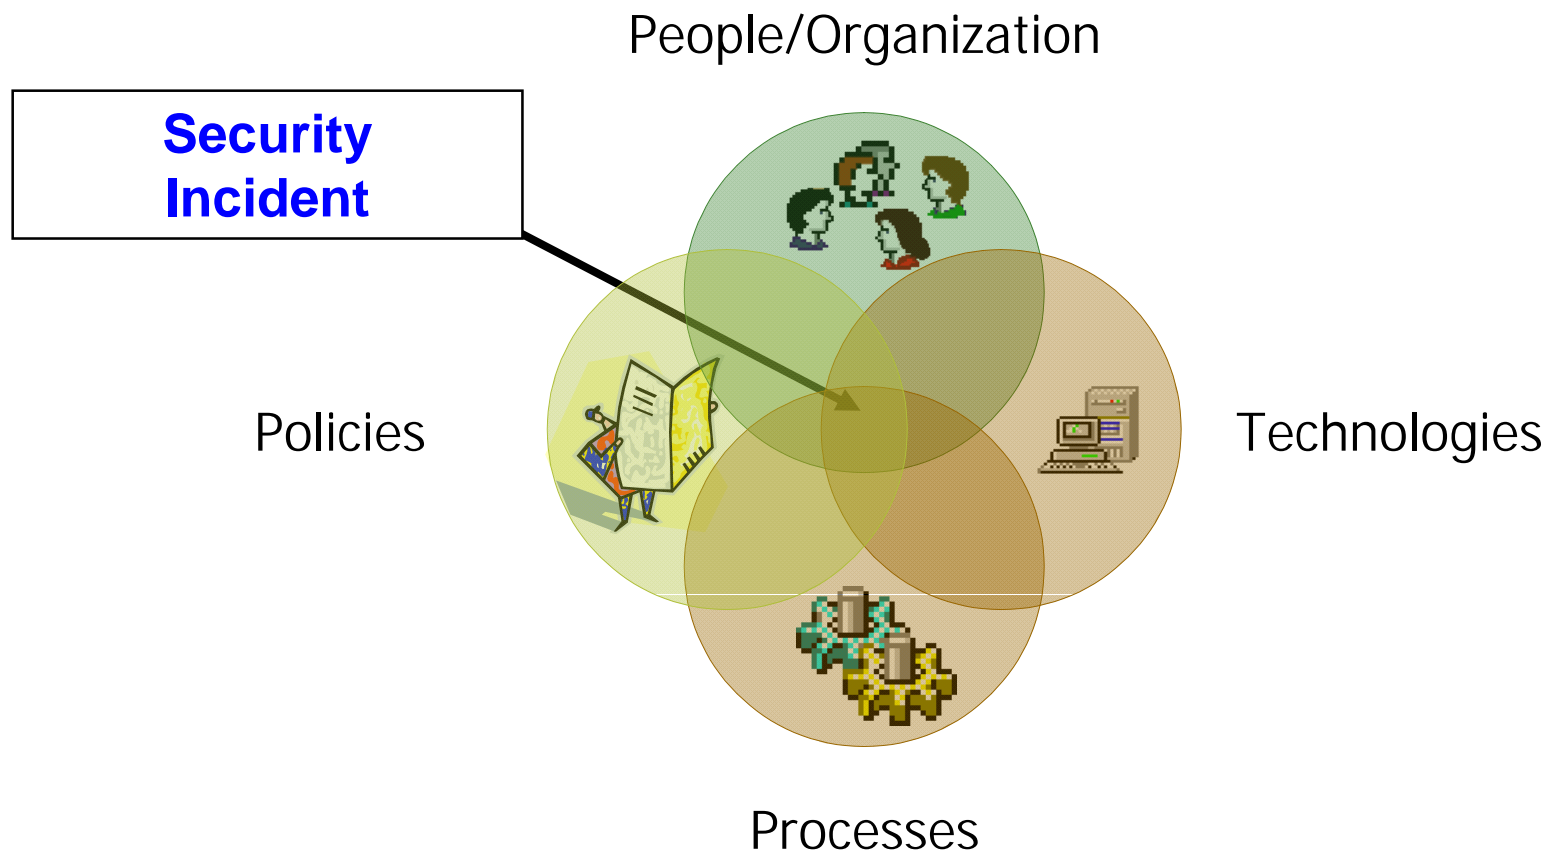 People/Organization
Security
Incident
Policies
Technologies
Processes